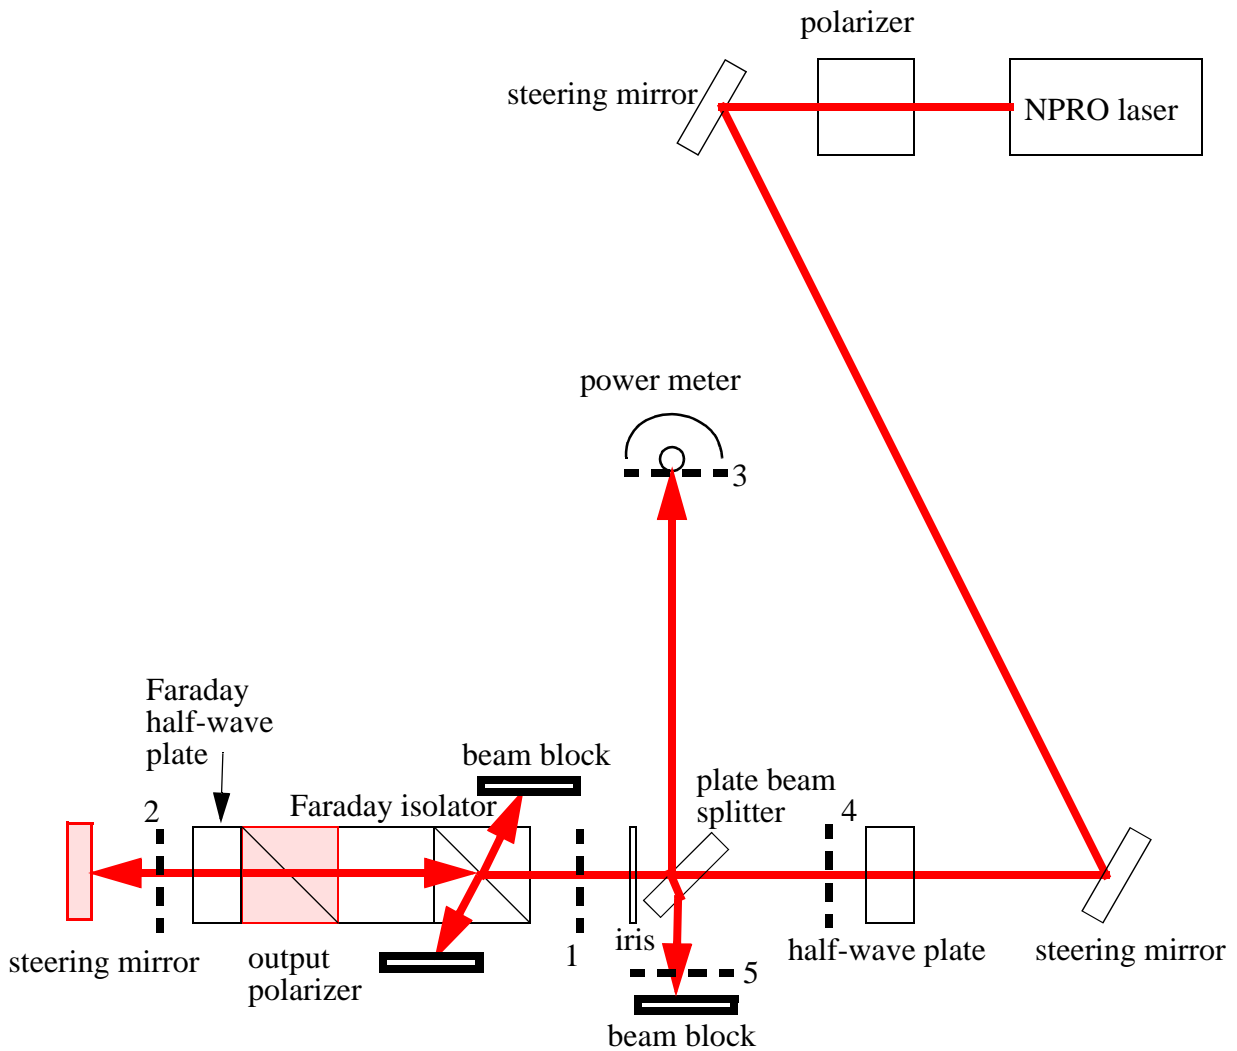 polarizer
steering mirror
NPRO laser
power meter
3
Faraday
half-wave
plate
beam block
plate beam
splitter
2
Faraday isolator
4
iris
1
half-wave plate
steering mirror
steering mirror
output
polarizer
5
beam block